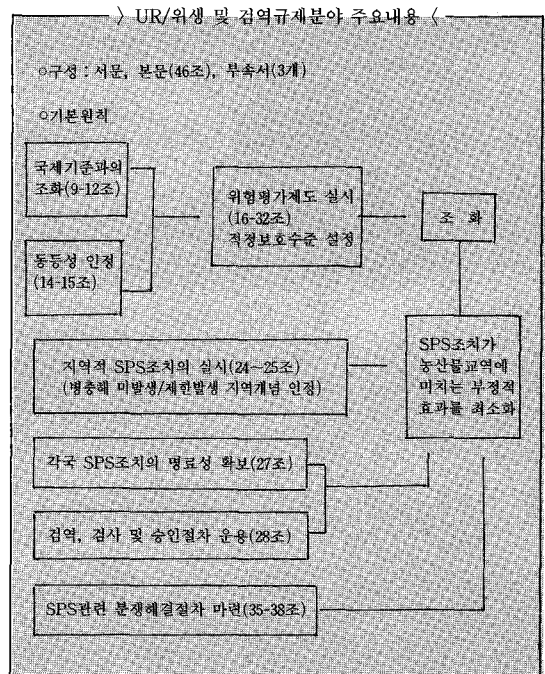 〉 UR/위생 및 검역규제분야 주요내용 〈
○구성 : 서문, 본문(46조), 부속서(3개)
○기본원칙
국제기준과의
조화(9-12조)
동등성 인정
(14-15조)
위험평가제도 실시
(16-32조)
적정보호수준 설정
조 화
SPS조치가
농산물교역에
미치는 부정적
효과를 최소화
지역적 SPS조치의 실시(24~25조)
(병충해 미발생/제한발생 지역개념 인정)
각국 SPS조치의 명료성 확보(27조)
검역, 검사 및 승인절차 운용(28조)
SPS관련 분쟁해결절차 마련(35-38조)